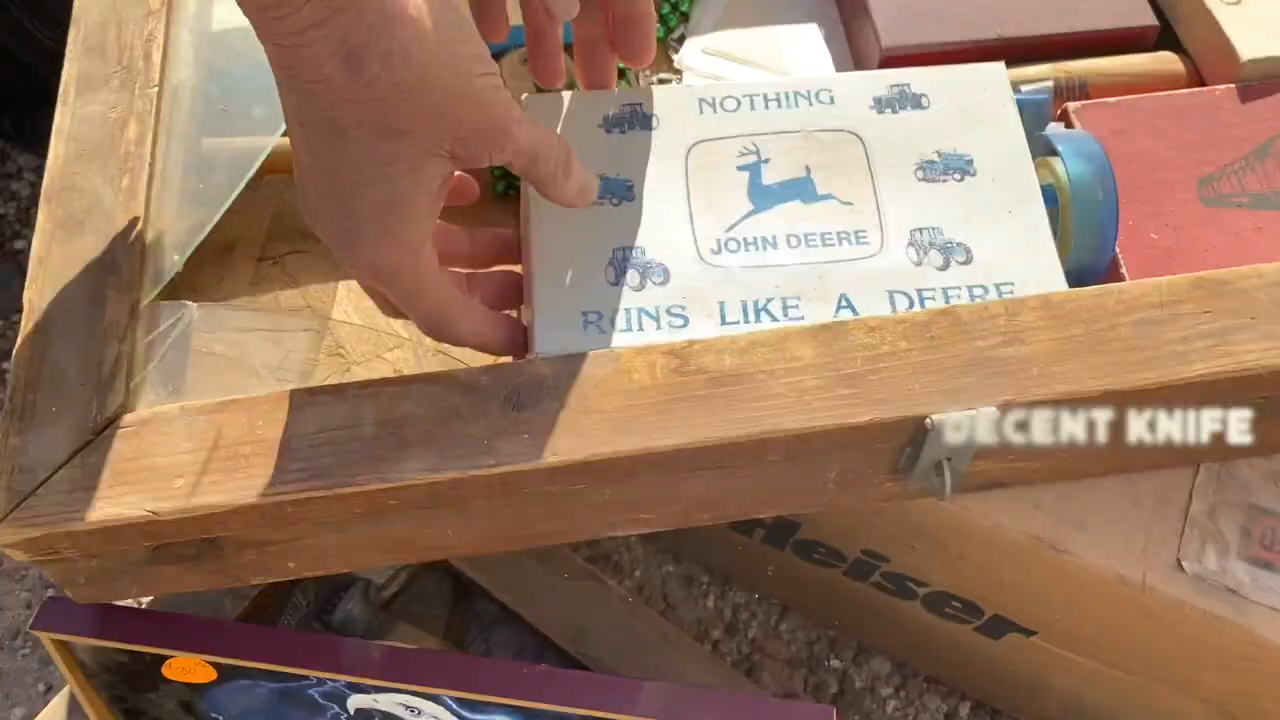 NOTHING
JOHN DEERE
RUNS LIKE A DEERE
DECENT KNIFE
Heiser